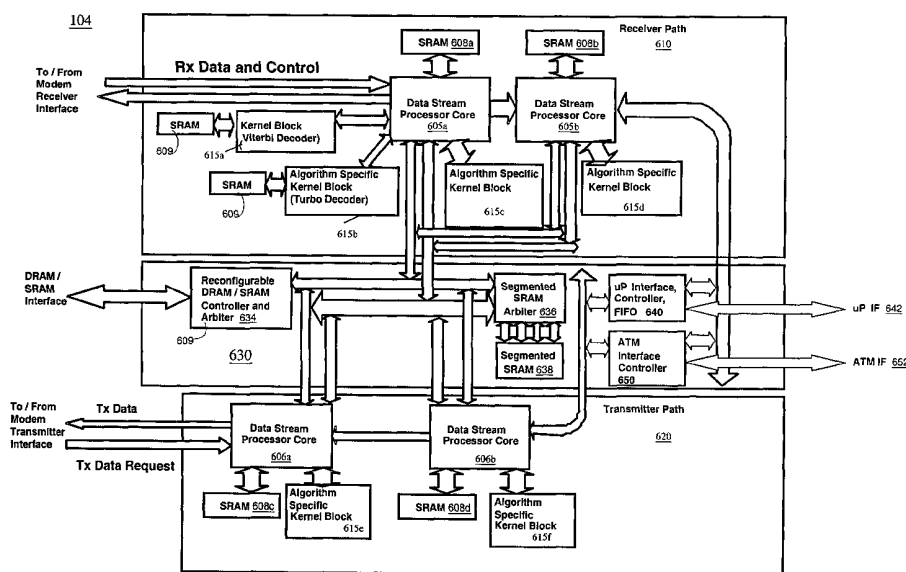 104
Receiver Path
610
SRAM 608a
SRAM 608b
To / From
Modem
Receiver
Interface
Rx Data and Control
Data Stream
Processor Core
605a
Data Stream
Processor Core
605b
SRAM
609
Kernel Block
Viterbi Decoder)
615a
SRAM
609
Algorithm Specific
Kernel Block
(Turbo Decoder)
615b
Algorithm Specific
Kernel Block
615c
Algorithm Specific
Kernel Block
615d
DRAM /
SRAM
Interface
Reconfigurable
DRAM / SRAM
Controller and
Arbiter 634
609
630
Segmented
SRAM
Arbiter 636
Segmented
SRAM 638
uP Interface,
Controller,
FIFO 640
ATM
Interface
Controller
650
uP IF 642
ATM IF 652
To / From
Modem
Transmitter
Interface
Tx Data
Tx Data Request
Transmitter Path
620
Data Stream
Processor Core
606a
Data Stream
Processor Core
606b
SRAM 608c
Algorithm
Specific
Kernel Block
615e
SRAM 608d
Algorithm
Specific
Kernel Block
615f